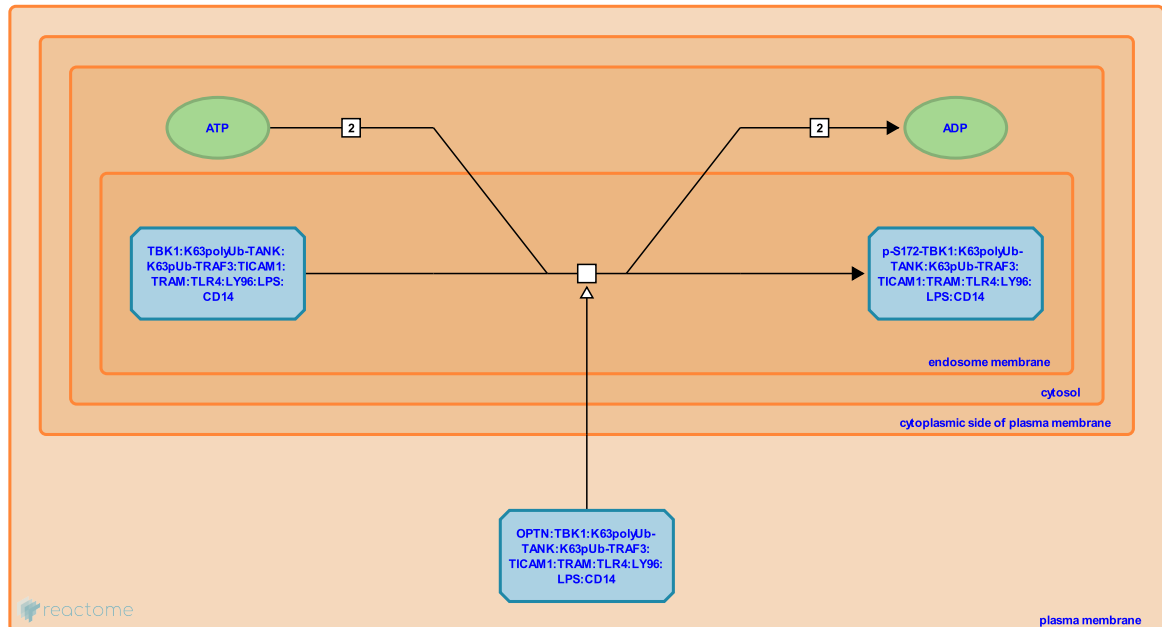 ATP
2
2
ADP
TBK1:K63polyUb-TANK:
K63pUb-TRAF3:TICAM1:
TRAM:TLR4:LY96:LPS:
CD14
p-S172-TBK1:K63polyUb-
TANK:K63pUb-TRAF3:
TICAM1:TRAM:TLR4:LY96:
LPS:CD14
endosome membrane
cytosol
cytoplasmic side of plasma membrane
OPTN:TBK1:K63polyUb-
TANK:K63pUb-TRAF3:
TICAM1:TRAM:TLR4:LY96:
LPS:CD14
reactome
plasma membrane